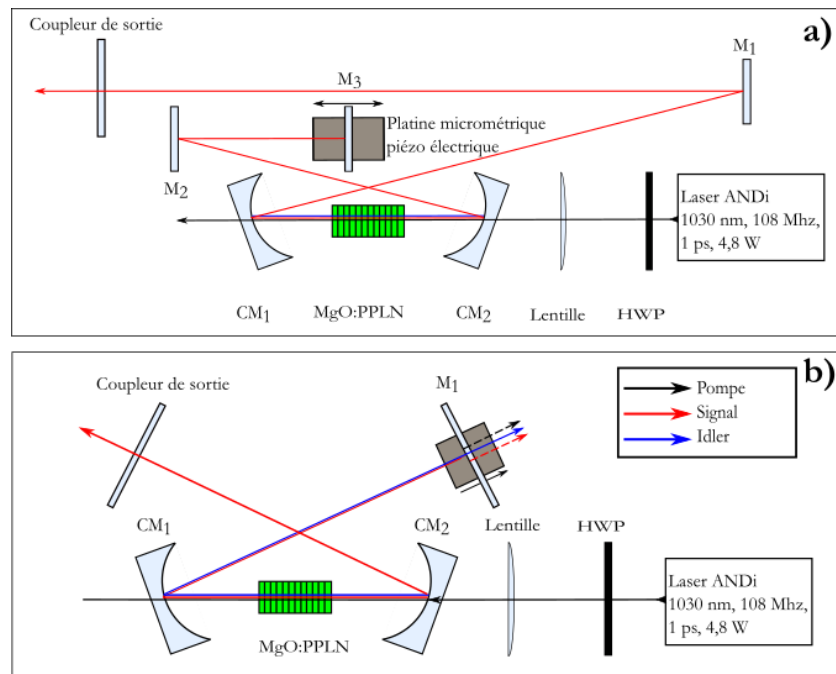 Coupleur de sortie
a)
M1
M3
Platine micrométrique
piézo électrique
M2
Laser ANDi
1030 nm, 108 Mhz,
1 ps, 4,8 W
CM1
MgO:PPLN
CM2
Lentille
HWP
b)
Coupleur de sortie
M1
Pompe
Signal
Idler
CM1
CM2
Lentille
HWP
Laser ANDi
1030 nm, 108 Mhz,
1 ps, 4,8 W
MgO:PPLN